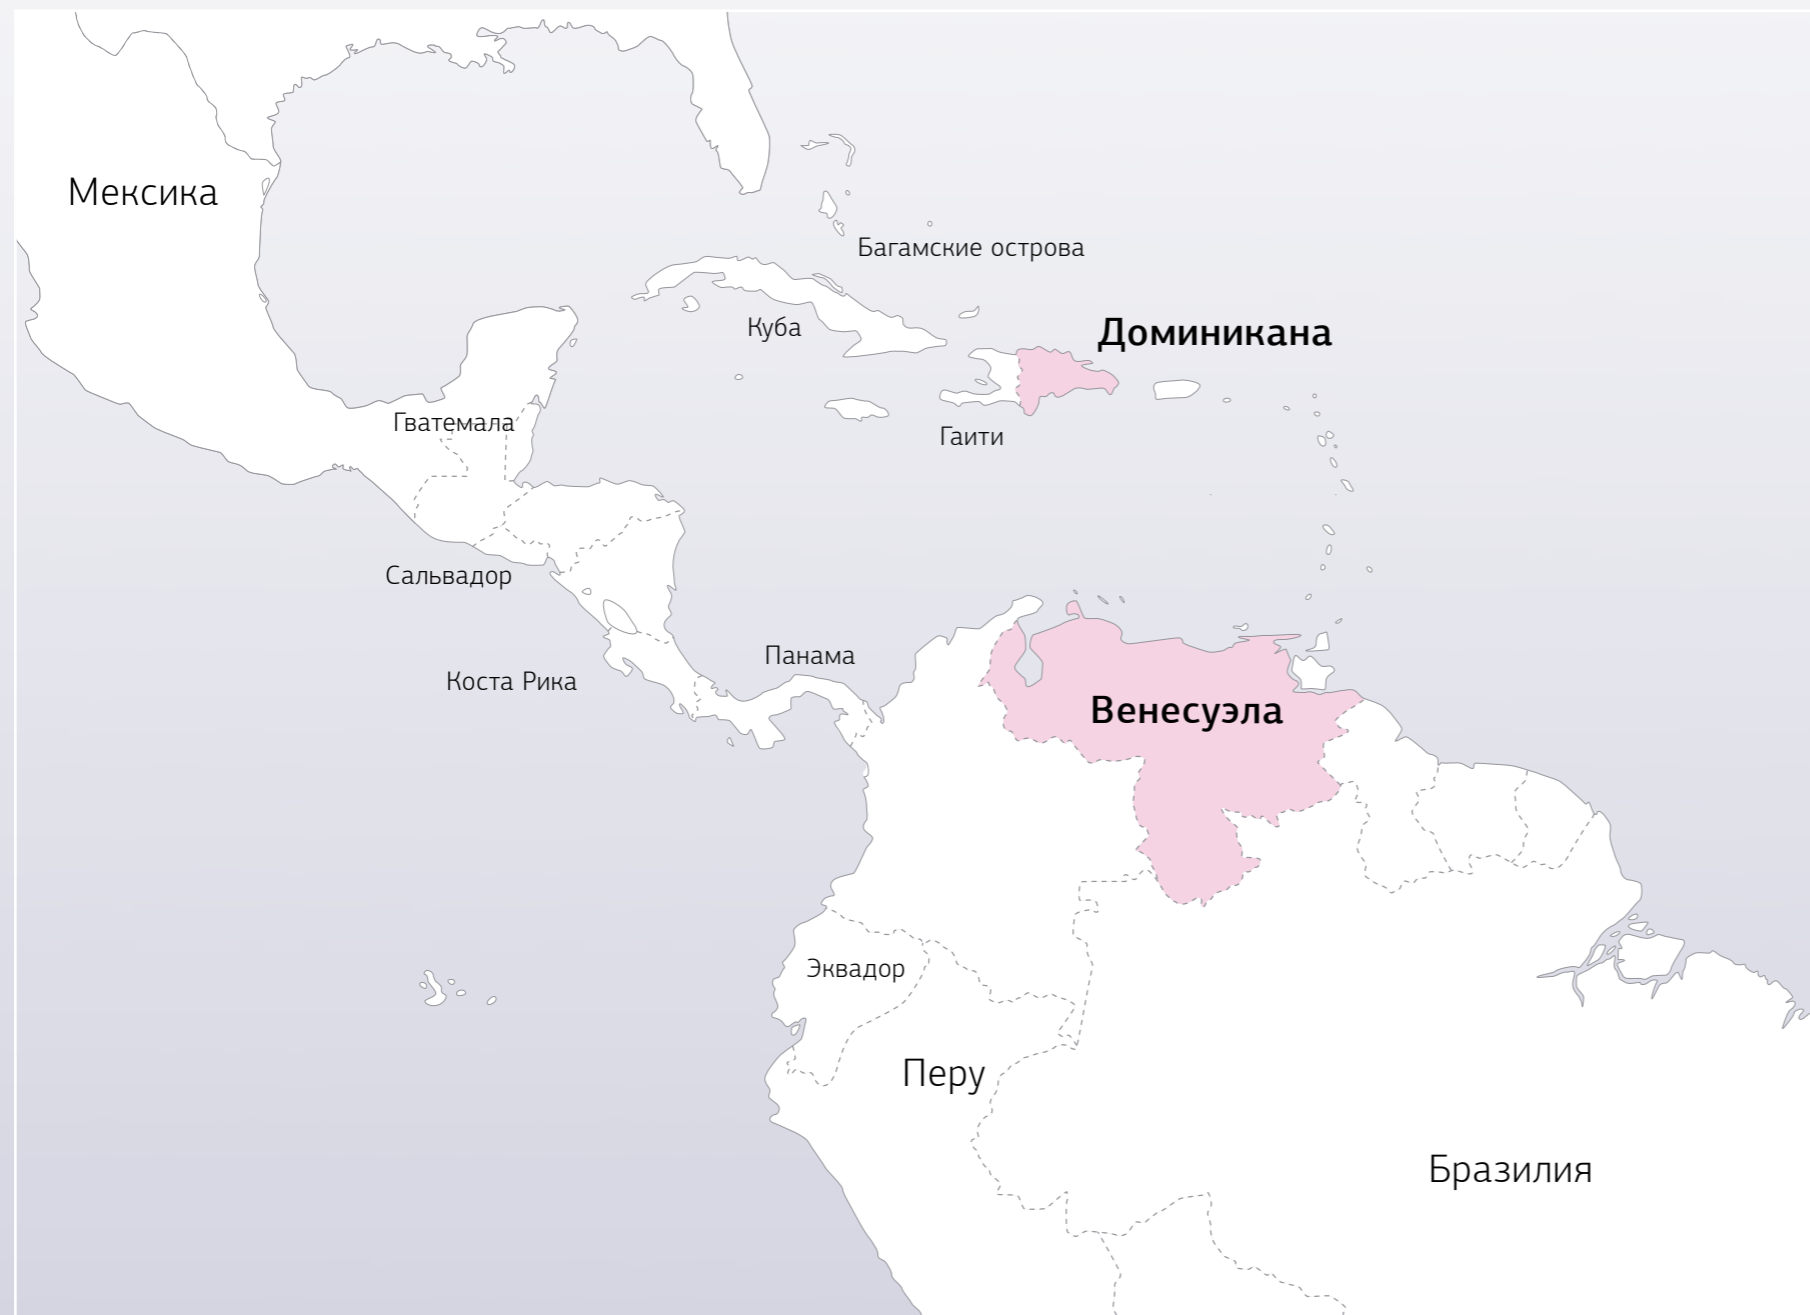 Мексика
Багамские острова
Куба
Доминикана
Гватемала
Гаити
Сальвадор
Панама
Коста Рика
Венесуэла
Эквадор
Перу
Бразилия